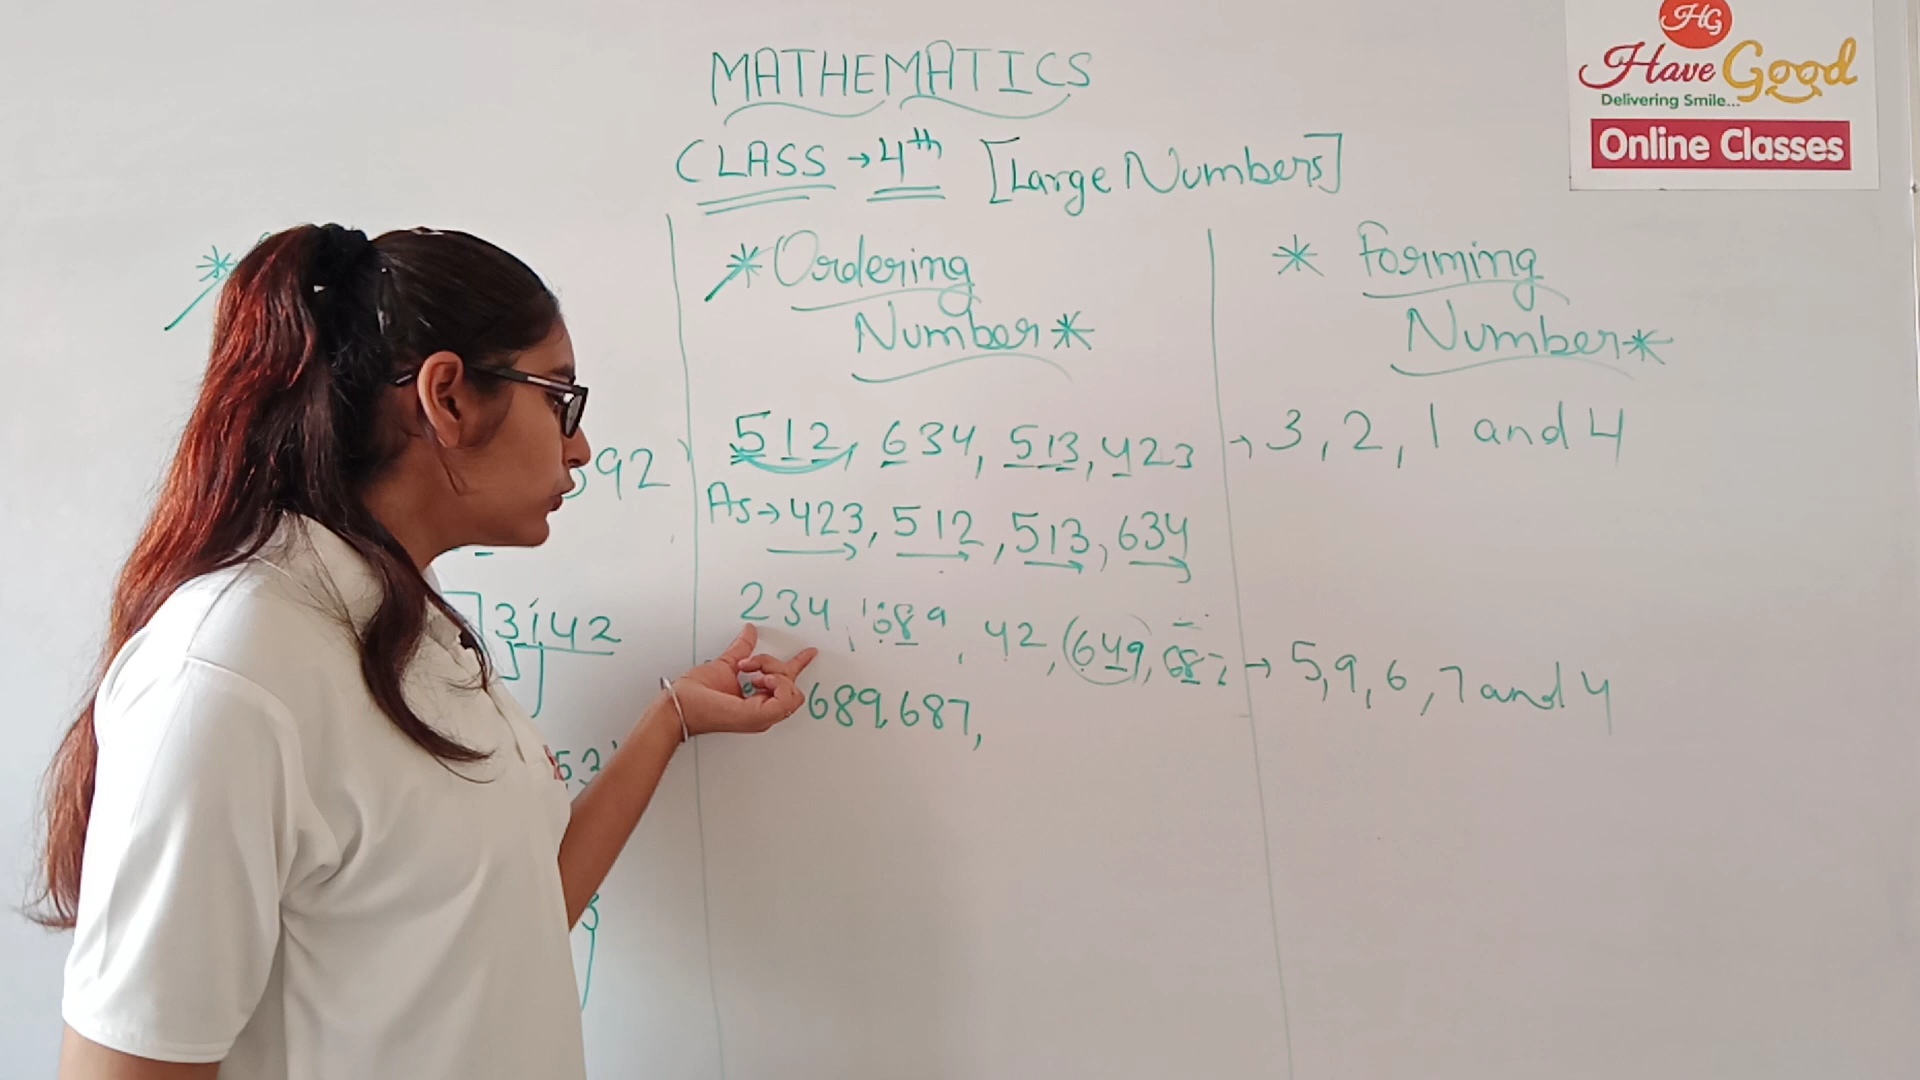 MATHEMATICS
CLASS → 4th [Large Numbers]
HG
Have Good
Delivering Smile...
Online Classes
392
3142
52
* Ordering
Number *
512, 634, 513, 423
As → 423, 512, 513, 634
234, 689, 42, (649), 687
689, 687,
* Forming
Number *
→ 3, 2, 1 and 4
→ 5, 9, 6, 7 and 4